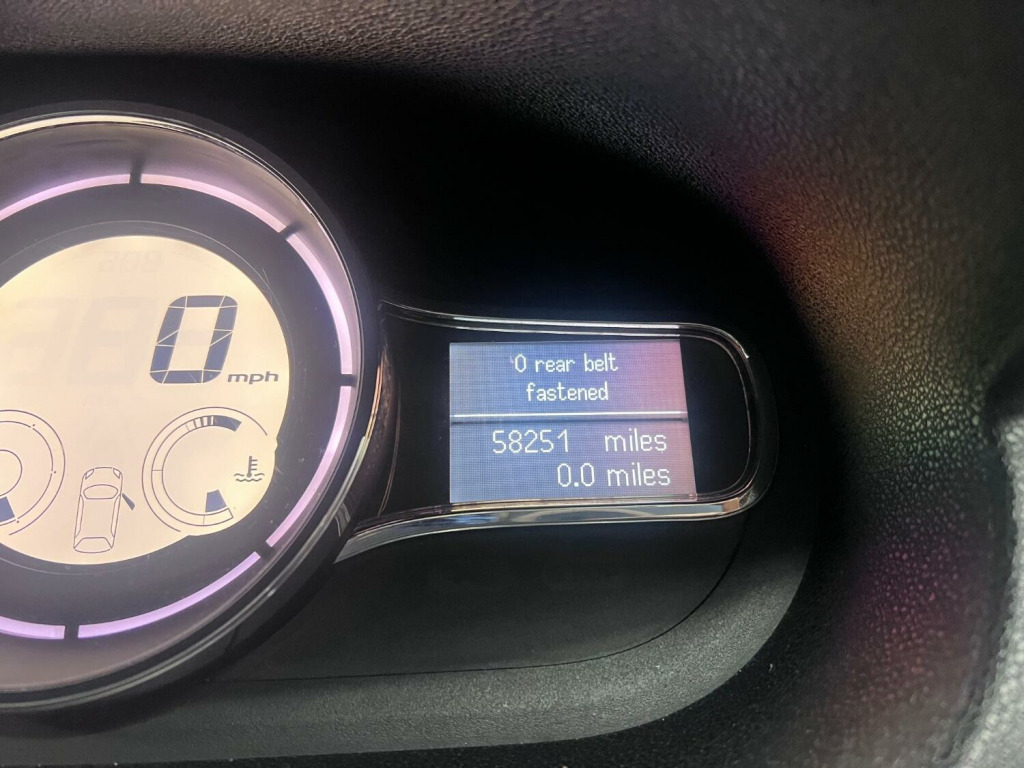 0
mph
0 rear belt
fastened
58251 miles
0.0 miles